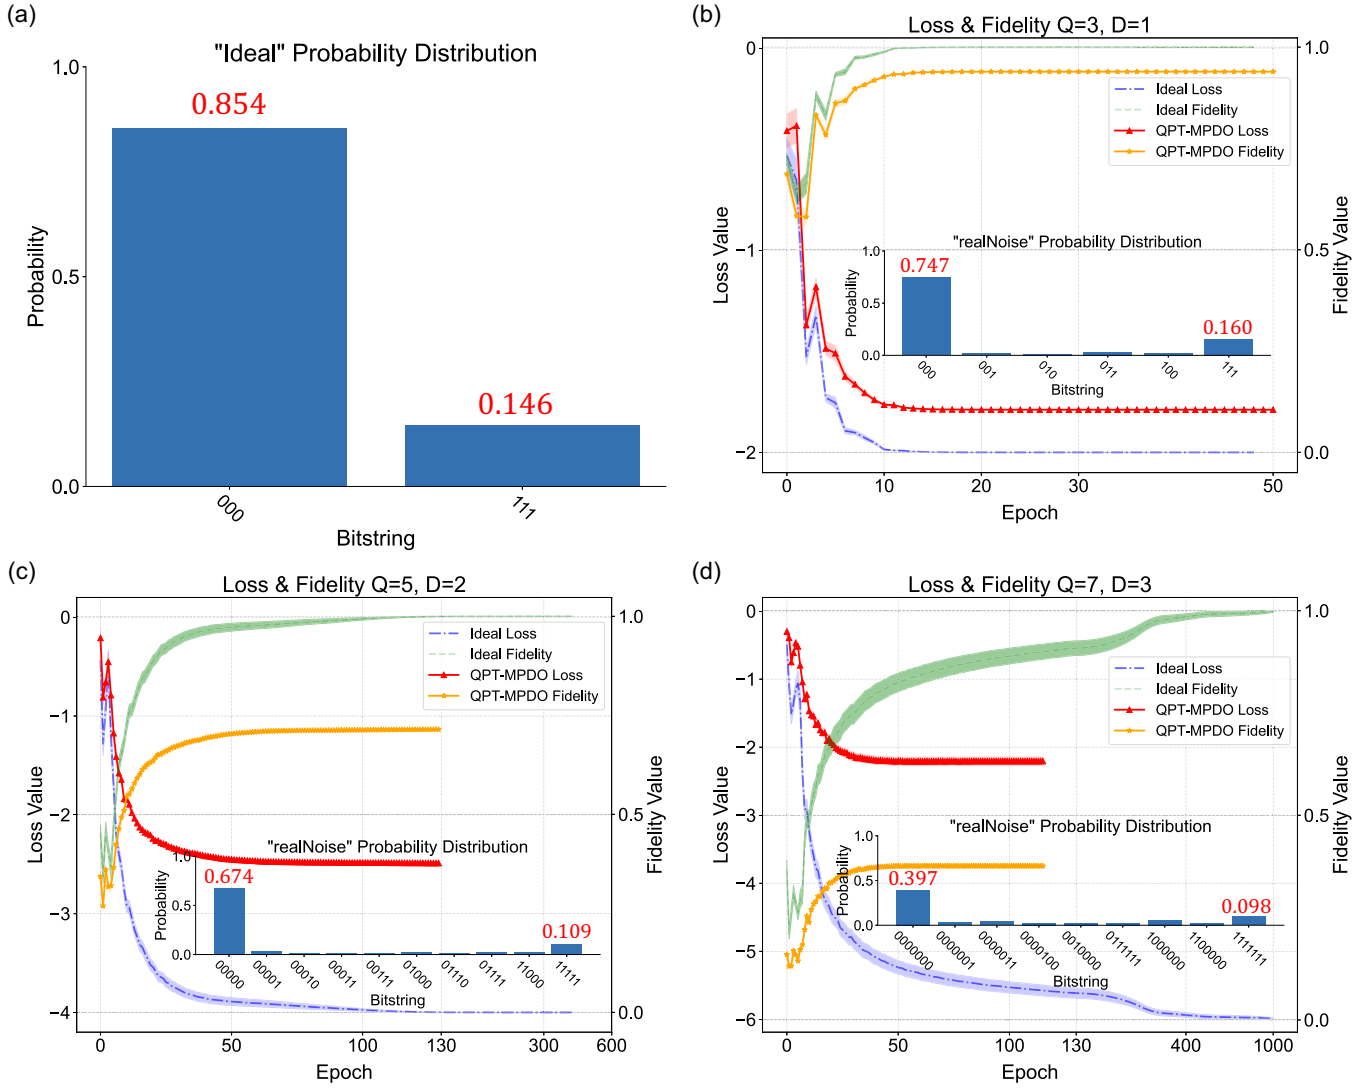 (a)
"Ideal" Probability Distribution
1.0
0.854
Probability
0.5
0.146
0.0
000
111
Bitstring
(b)
Loss & Fidelity Q=3, D=1
0
1.0
Ideal Loss
Ideal Fidelity
QPT-MPDO Loss
QPT-MPDO Fidelity
Loss Value
Fidelity Value
−1
0.5
"realNoise" Probability Distribution
1.0
0.747
Probability
0.5
0.160
0.0
000
001
010
011
100
111
Bitstring
−2
0.0
0
10
20
30
50
Epoch
(c)
Loss & Fidelity Q=5, D=2
0
1.0
Ideal Loss
Ideal Fidelity
QPT-MPDO Loss
QPT-MPDO Fidelity
−1
Loss Value
Fidelity Value
−2
0.5
"realNoise" Probability Distribution
1.0
0.674
Probability
0.5
0.109
0.0
00000
00001
00010
00011
00111
01000
01110
01111
11000
11111
Bitstring
−3
−4
0.0
0
50
100
130
300
600
Epoch
(d)
Loss & Fidelity Q=7, D=3
0
1.0
Ideal Loss
Ideal Fidelity
QPT-MPDO Loss
QPT-MPDO Fidelity
−1
−2
Loss Value
Fidelity Value
−3
0.5
"realNoise" Probability Distribution
1.0
0.397
Probability
0.5
0.098
0.0
Bitstring
−4
−5
−6
0.0
0
50
100
130
400
1000
Epoch